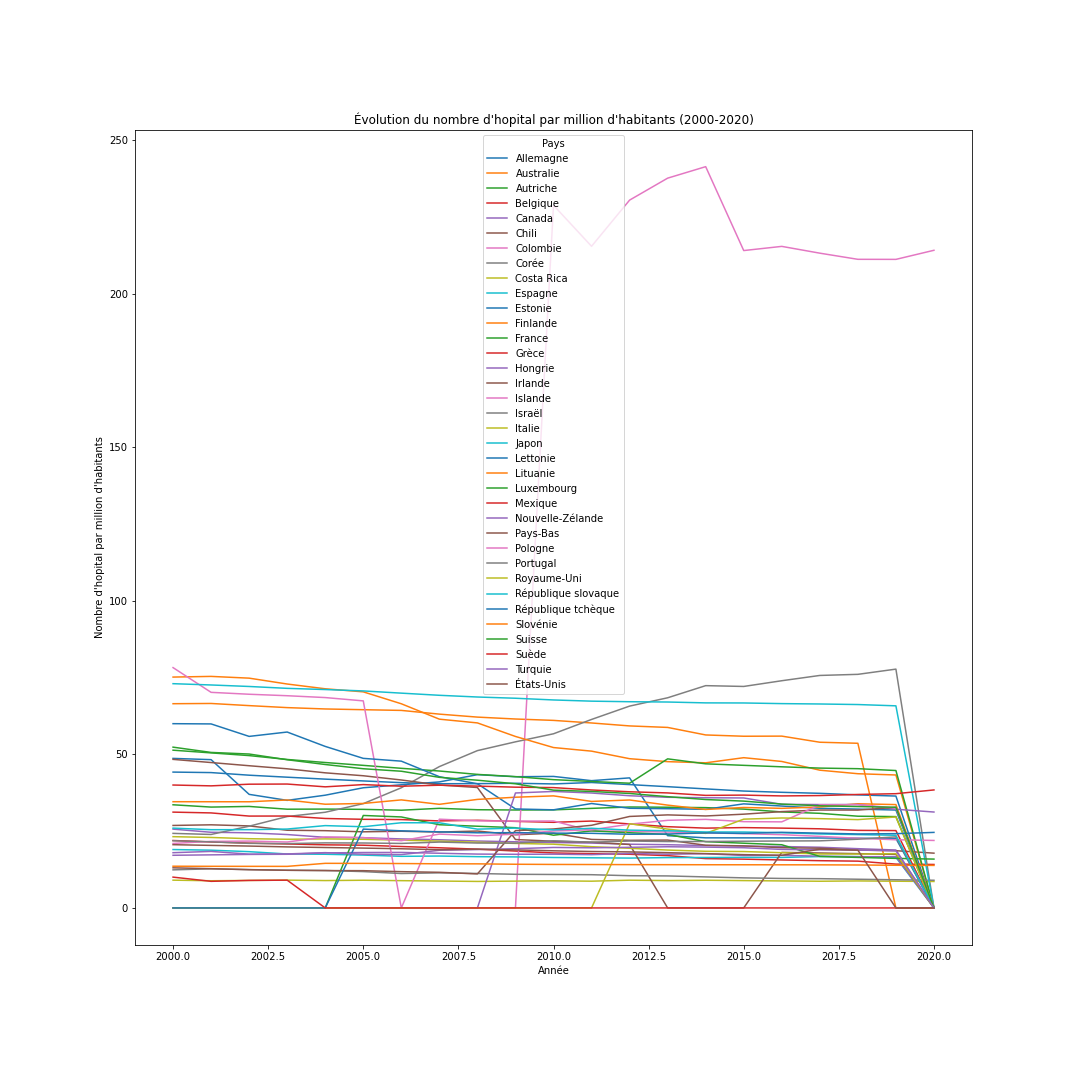 Évolution du nombre d'hopital par million d'habitants (2000-2020)
Pays
Allemagne
Australie
Autriche
Belgique
Canada
Chili
Colombie
Corée
Costa Rica
Espagne
Estonie
Finlande
France
Grèce
Hongrie
Irlande
Islande
Israël
Italie
Japon
Lettonie
Lituanie
Luxembourg
Mexique
Nouvelle-Zélande
Pays-Bas
Pologne
Portugal
Royaume-Uni
République slovaque
République tchèque
Slovénie
Suisse
Suède
Turquie
États-Unis
Nombre d'hopital par million d'habitants
250
200
150
100
50
0
2000.0 2002.5 2005.0 2007.5 2010.0 2012.5 2015.0 2017.5 2020.0
Année